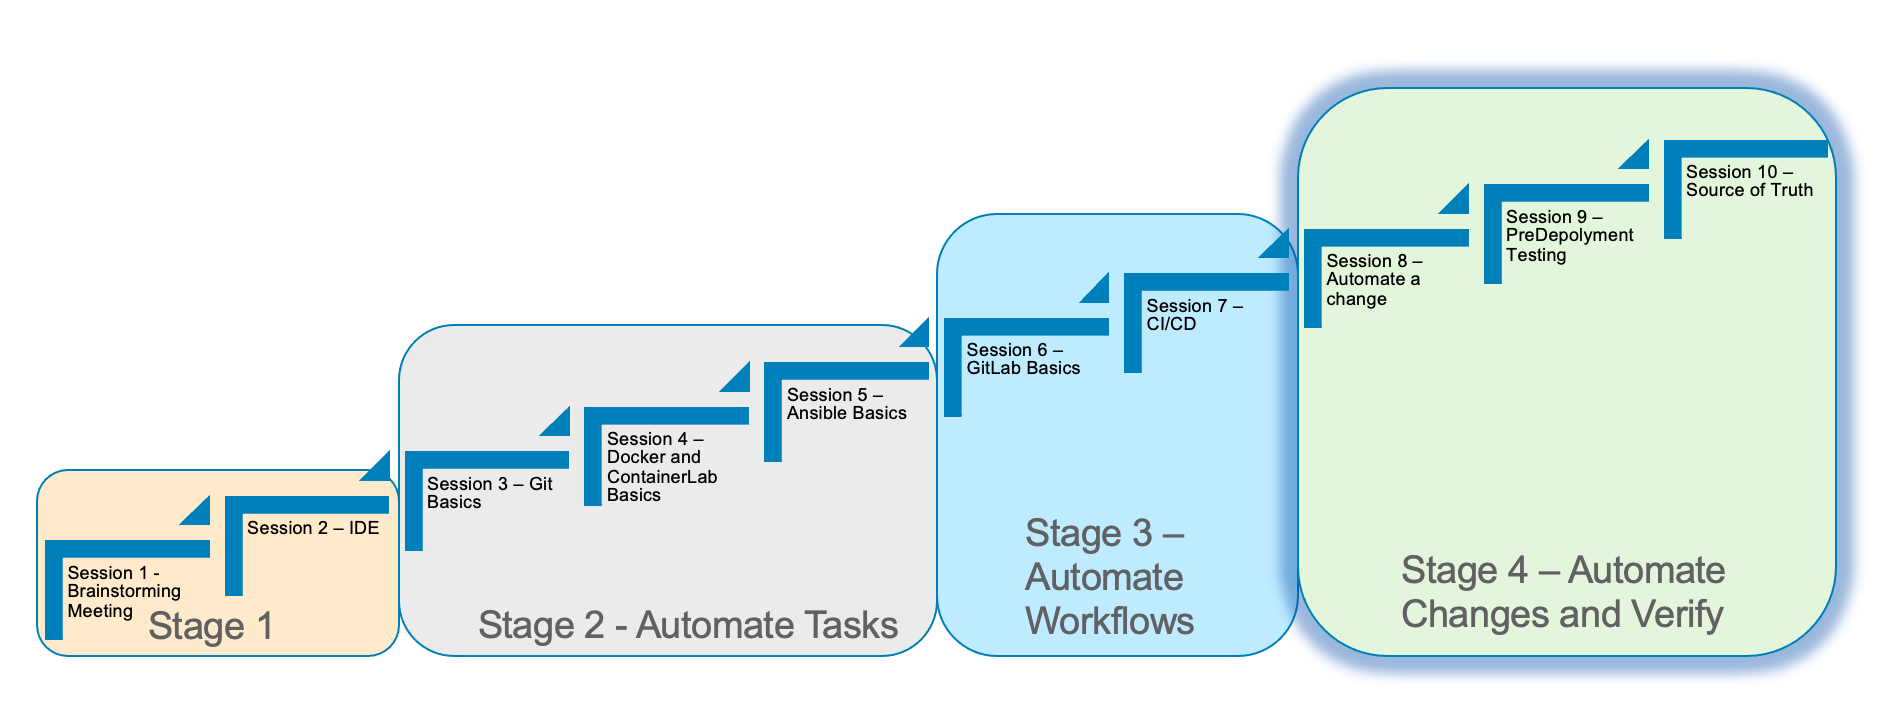 Session 1 -
Brainstorming
Meeting
Session 2 – IDE
Stage 1
Session 3 – Git
Basics
Session 4 –
Docker and
ContainerLab
Basics
Session 5 –
Ansible Basics
Stage 2 - Automate Tasks
Session 6 –
GitLab Basics
Session 7 –
CI/CD
Stage 3 –
Automate
Workflows
Session 8 –
Automate a
change
Session 9 –
PreDepolyment
Testing
Session 10 –
Source of Truth
Stage 4 – Automate
Changes and Verify